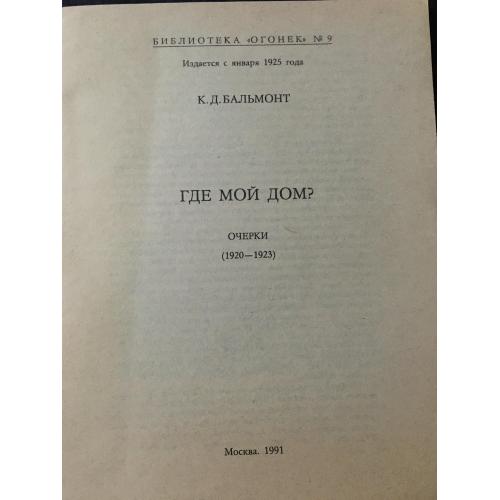 БИБЛИОТЕКА «ОГОНЕК» № 9
Издается с января 1925 года
К. Д. БАЛЬМОНТ
ГДЕ МОЙ ДОМ?
ОЧЕРКИ
(1920—1923)
Москва. 1991